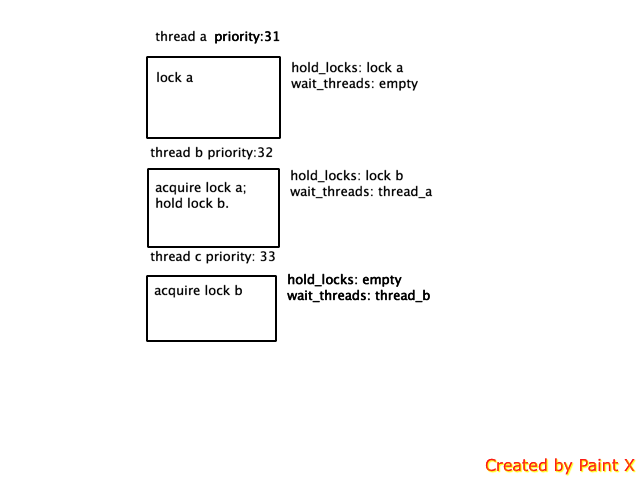 thread a priority:31
lock a
hold_locks: lock a
wait_threads: empty
thread b priority:32
acquire lock a;
hold lock b.
hold_locks: lock b
wait_threads: thread_a
thread c priority: 33
acquire lock b
hold_locks: empty
wait_threads: thread_b
Created by Paint X